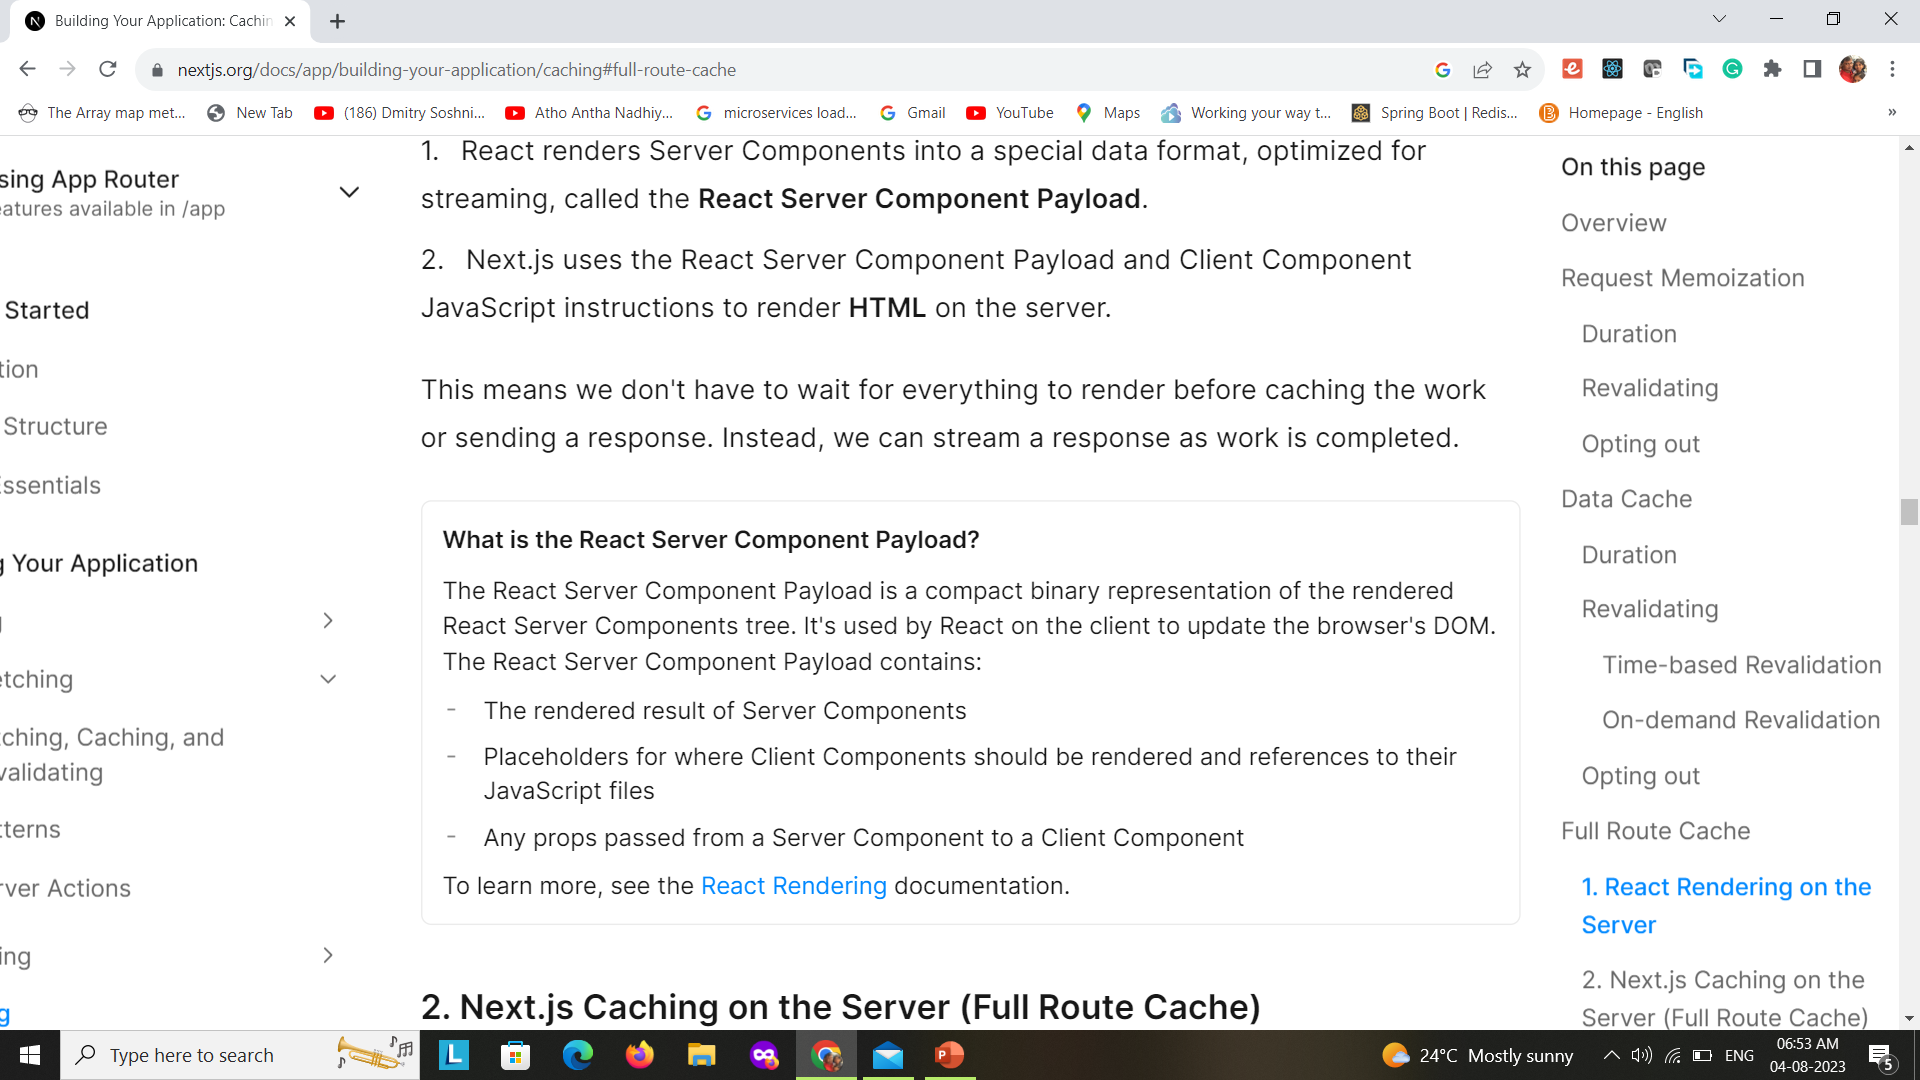 Building Your Application: Cachin
nextjs.org/docs/app/building-your-application/caching#full-route-cache
The Array map met...
New Tab
(186) Dmitry Soshni...
Atho Antha Nadhiy...
microservices load...
Gmail
YouTube
Maps
Working your way t...
Spring Boot | Redis...
Homepage - English
»
sing App Router
eatures available in /app
Started
tion
Structure
Essentials
g Your Application
g
etching
tching, Caching, and
validating
tterns
rver Actions
ing
g
1. React renders Server Components into a special data format, optimized for
streaming, called the React Server Component Payload.
2. Next.js uses the React Server Component Payload and Client Component
JavaScript instructions to render HTML on the server.
This means we don't have to wait for everything to render before caching the work
or sending a response. Instead, we can stream a response as work is completed.
What is the React Server Component Payload?
The React Server Component Payload is a compact binary representation of the rendered
React Server Components tree. It's used by React on the client to update the browser's DOM.
The React Server Component Payload contains:
- The rendered result of Server Components
- Placeholders for where Client Components should be rendered and references to their
JavaScript files
- Any props passed from a Server Component to a Client Component
To learn more, see the React Rendering documentation.
2. Next.js Caching on the Server (Full Route Cache)
On this page
Overview
Request Memoization
Duration
Revalidating
Opting out
Data Cache
Duration
Revalidating
Time-based Revalidation
On-demand Revalidation
Opting out
Full Route Cache
1. React Rendering on the
Server
2. Next.js Caching on the
Server (Full Route Cache)
Type here to search
24°C Mostly sunny
ENG
06:53 AM
04-08-2023
5